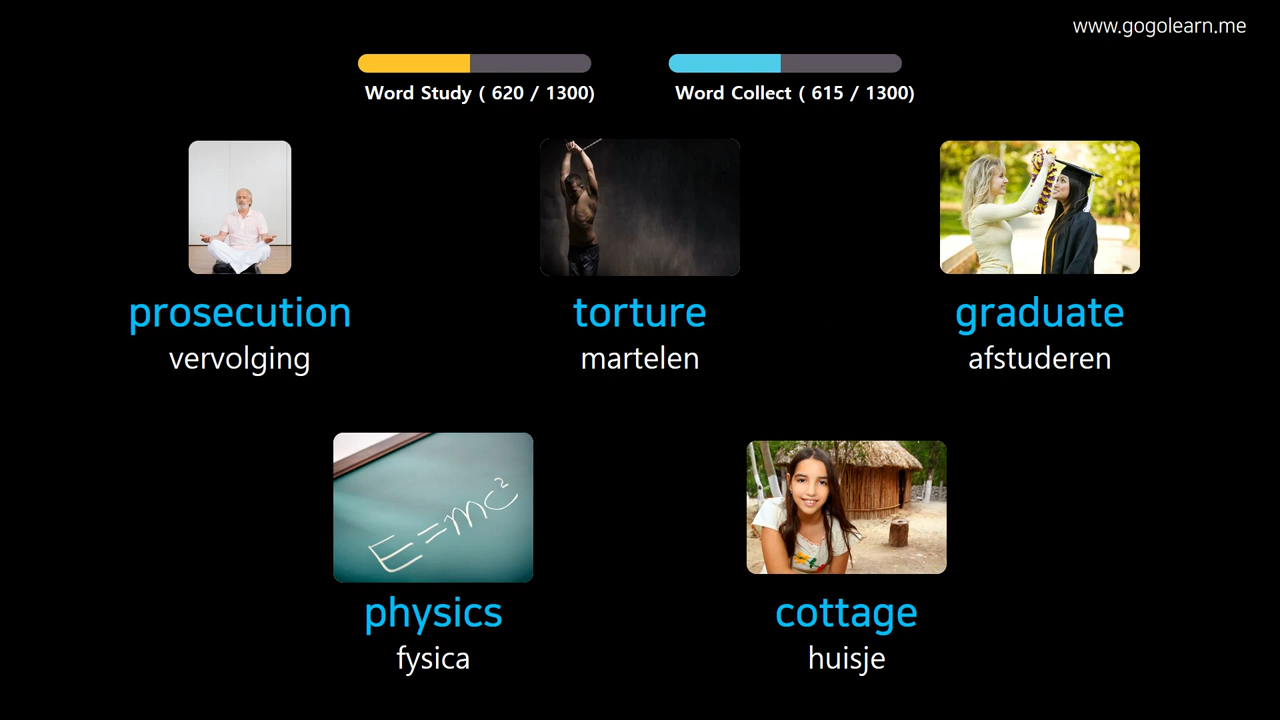 www.gogolearn.me
Word Study ( 620 / 1300)
Word Collect ( 615 / 1300)
prosecution
vervolging
torture
martelen
graduate
afstuderen
E=mc²
physics
fysica
cottage
huisje